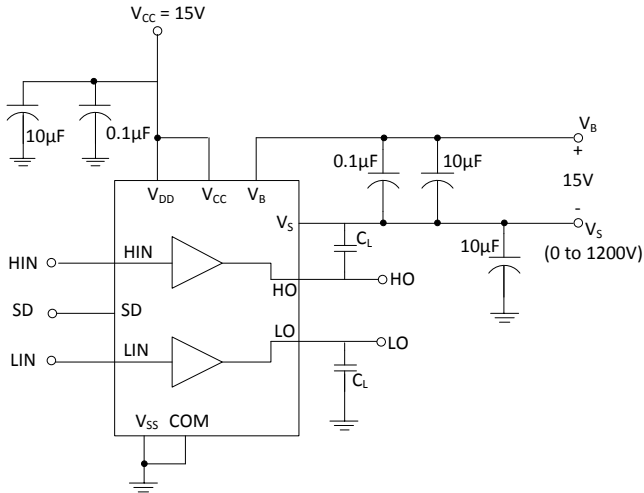 VCC = 15V
10µF
0.1µF
VB
0.1µF
10µF
+
15V
VDD
VCC
VB
VS
-
VS
(0 to 1200V)
CL
10µF
HIN
HIN
HO
HO
SD
SD
LO
LO
LIN
LIN
CL
VSS
COM